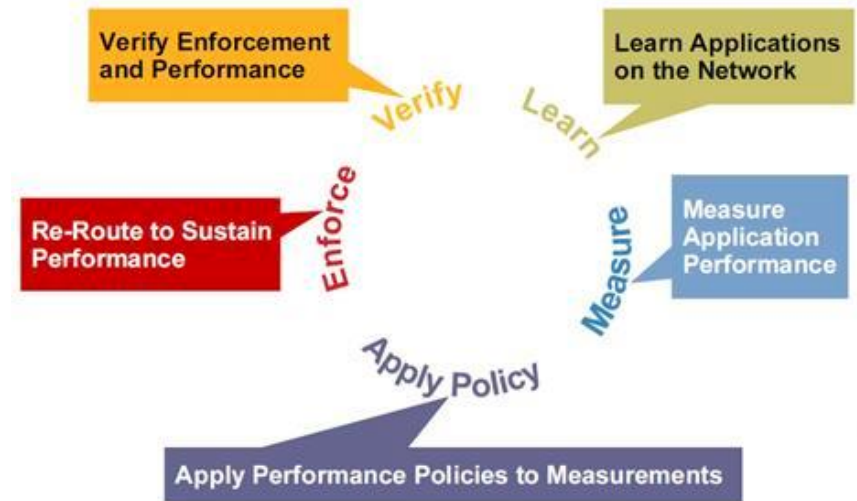 Verify Enforcement
and Performance
Learn Applications
on the Network
Verify
Learn
Re-Route to Sustain
Performance
Enforce
Measure
Measure
Application
Performance
Apply Policy
Apply Performance Policies to Measurements